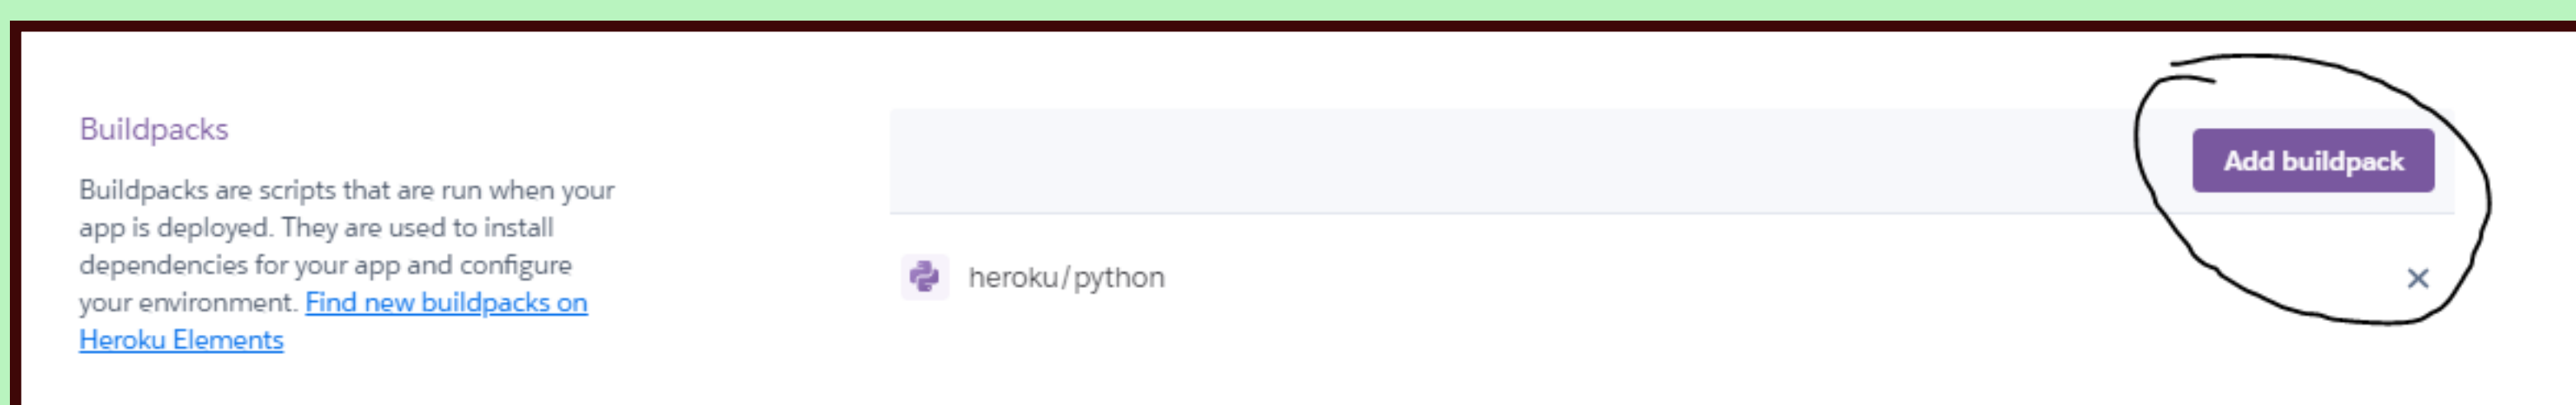 Buildpacks
Buildpacks are scripts that are run when your
app is deployed. They are used to install
dependencies for your app and configure
your environment. Find new buildpacks on
Heroku Elements
Add buildpack
heroku/python